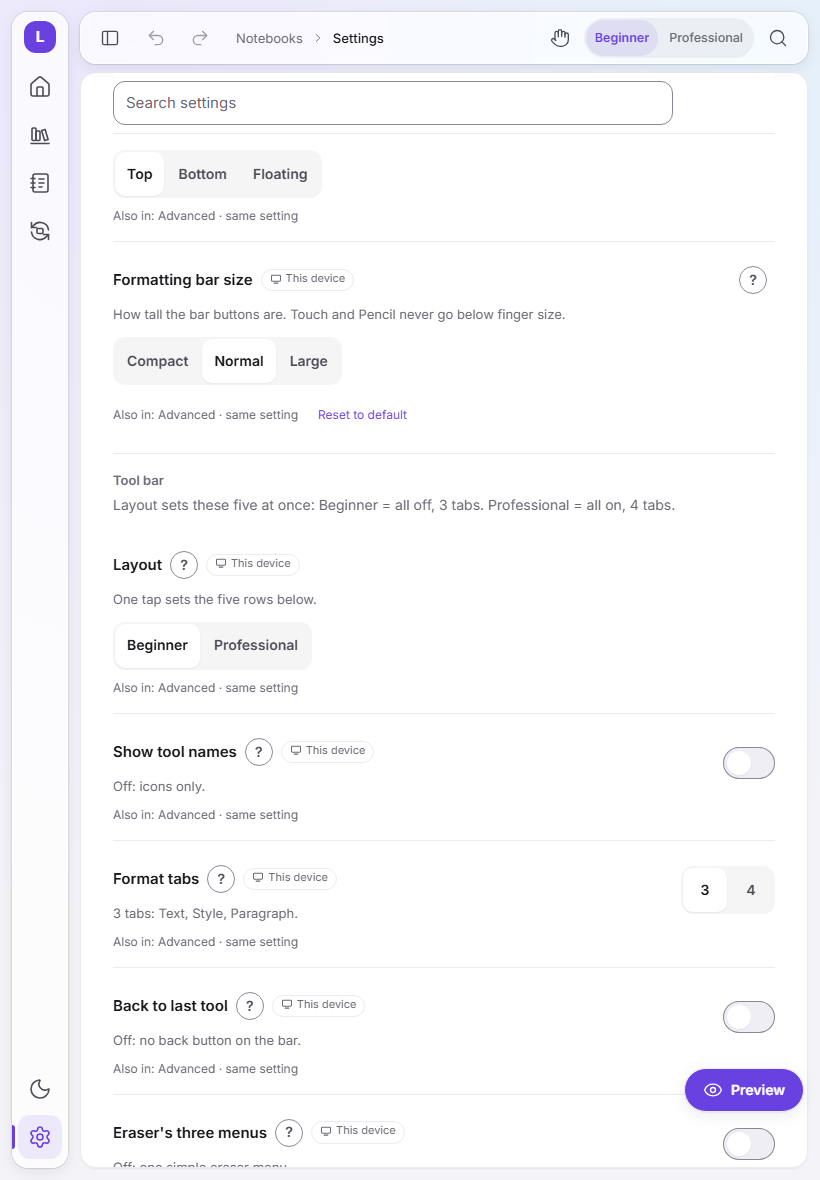 L
Notebooks > Settings
Beginner Professional
Search settings
Top Bottom Floating
Also in: Advanced · same setting
Formatting bar size This device ?
How tall the bar buttons are. Touch and Pencil never go below finger size.
Compact Normal Large
Also in: Advanced · same setting Reset to default
Tool bar
Layout sets these five at once: Beginner = all off, 3 tabs. Professional = all on, 4 tabs.
Layout ? This device
One tap sets the five rows below.
Beginner Professional
Also in: Advanced · same setting
Show tool names ? This device
Off: icons only.
Also in: Advanced · same setting
Format tabs ? This device
3 4
3 tabs: Text, Style, Paragraph.
Also in: Advanced · same setting
Back to last tool ? This device
Off: no back button on the bar.
Also in: Advanced · same setting
Preview
Eraser's three menus ? This device
Off: one simple eraser menu.